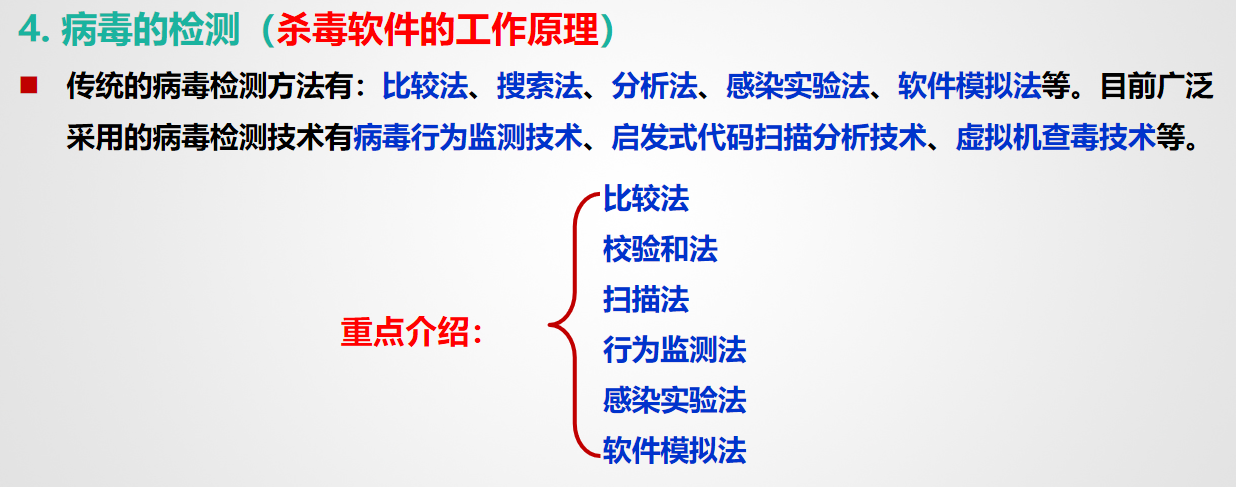 4. 病毒的检测（杀毒软件的工作原理）
■ 传统的病毒检测方法有：比较法、搜索法、分析法、感染实验法、软件模拟法等。目前广泛
采用的病毒检测技术有病毒行为监测技术、启发式代码扫描分析技术、虚拟机查毒技术等。
比较法
校验和法
扫描法
重点介绍：
行为监测法
感染实验法
软件模拟法